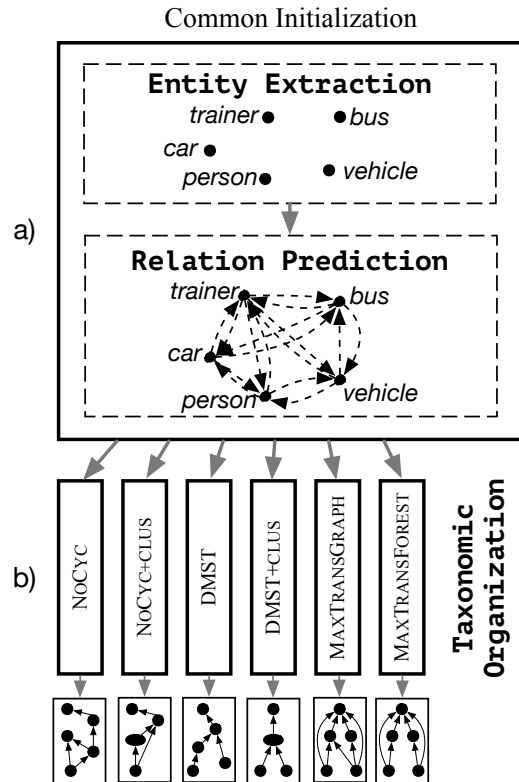 Common Initialization
Entity Extraction
trainer
bus
car
person
vehicle
a)
Relation Prediction
trainer
bus
car
person
vehicle
b)
NOCYC
NOCYC+CLUS
DMST
DMST+CLUS
MAXTRANSGRAPH
MAXTRANSFOREST
Taxonomic
Organization